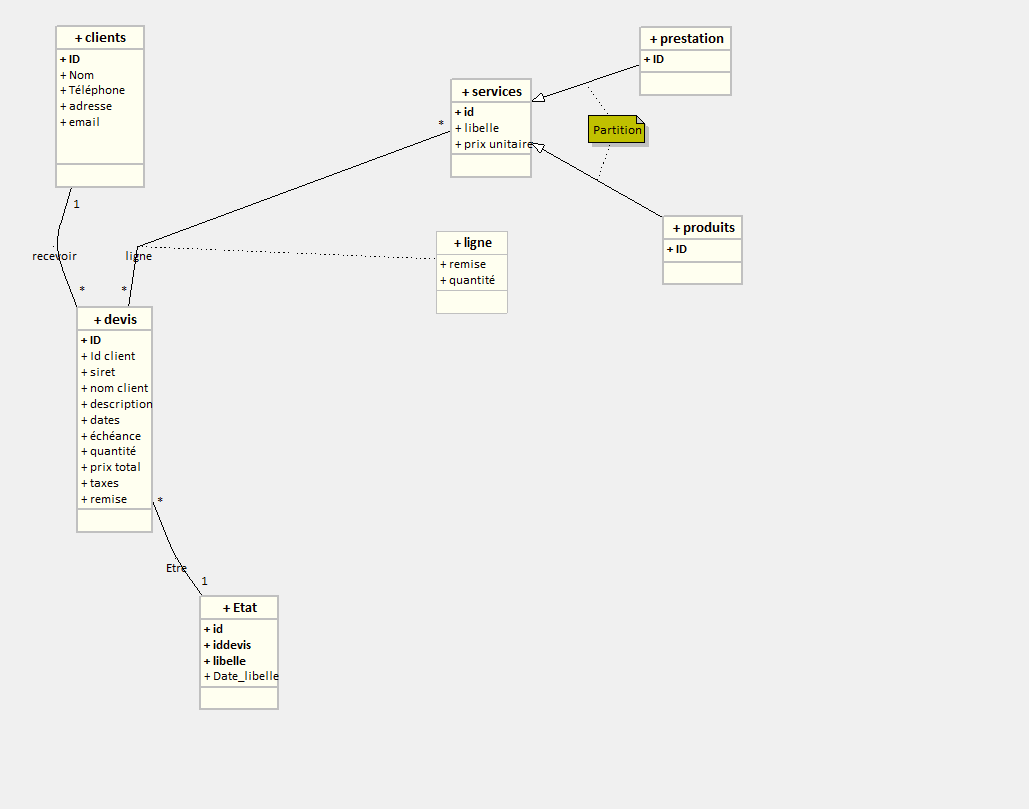 + clients
+ ID
+ Nom
+ Téléphone
+ adresse
+ email
+ prestation
+ ID
+ services
+ id
+ libelle
+ prix unitaire
Partition
*
1
+ produits
+ ID
recevoir
ligne
+ ligne
+ remise
+ quantité
*
*
+ devis
+ ID
+ Id client
+ siret
+ nom client
+ description
+ dates
+ échéance
+ quantité
+ prix total
+ taxes
+ remise
*
Etre
1
+ Etat
+ id
+ iddevis
+ libelle
+ Date_libelle